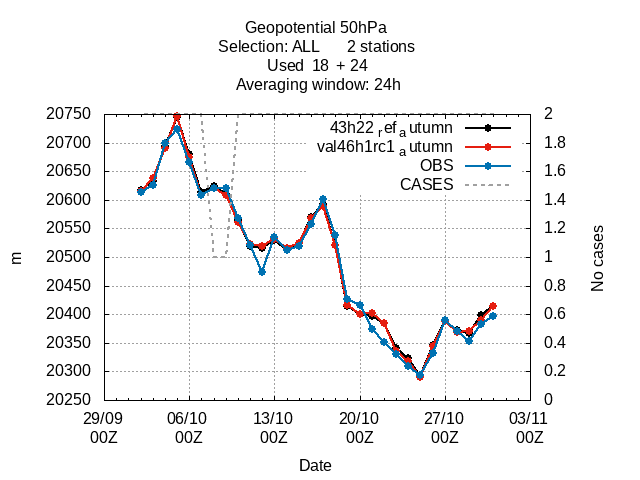 Geopotential 50hPa
Selection: ALL 2 stations
Used 18 + 24
Averaging window: 24h
43h22 ref a utumn
val46h1rc1 a utumn
OBS
CASES
20750
20700
20650
20600
20550
20500
20450
20400
20350
20300
20250
m
2
1.8
1.6
1.4
1.2
1
0.8
0.6
0.4
0.2
0
No cases
29/09 06/10 13/10 20/10 27/10 03/11
00Z 00Z 00Z 00Z 00Z 00Z
Date